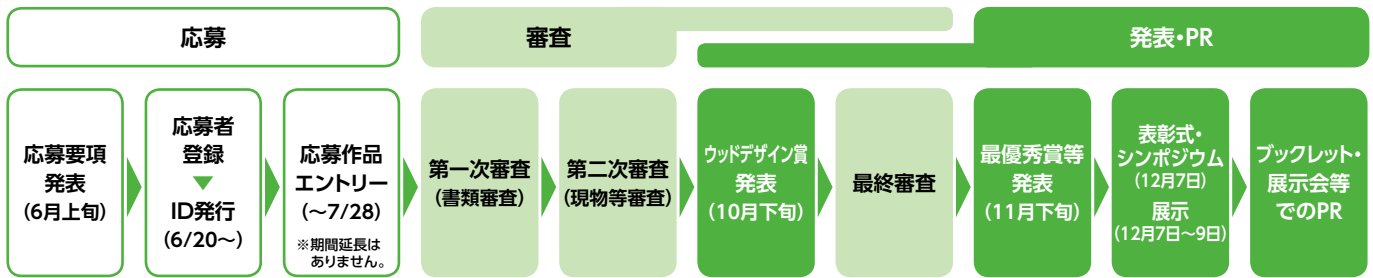 応募
審査
発表・PR
応募要項
発表
(6月上旬)
応募者
登録
▼
ID発行
(6/20〜)
応募作品
エントリー
(〜7/28)
※期間延長は
ありません。
第一次審査
(書類審査)
第二次審査
(現物等審査)
ウッドデザイン賞
発表
(10月下旬)
最終審査
最優秀賞等
発表
(11月下旬)
表彰式・
シンポジウム
(12月7日)
展示
(12月7日〜9日)
ブックレット・
展示会等
でのPR